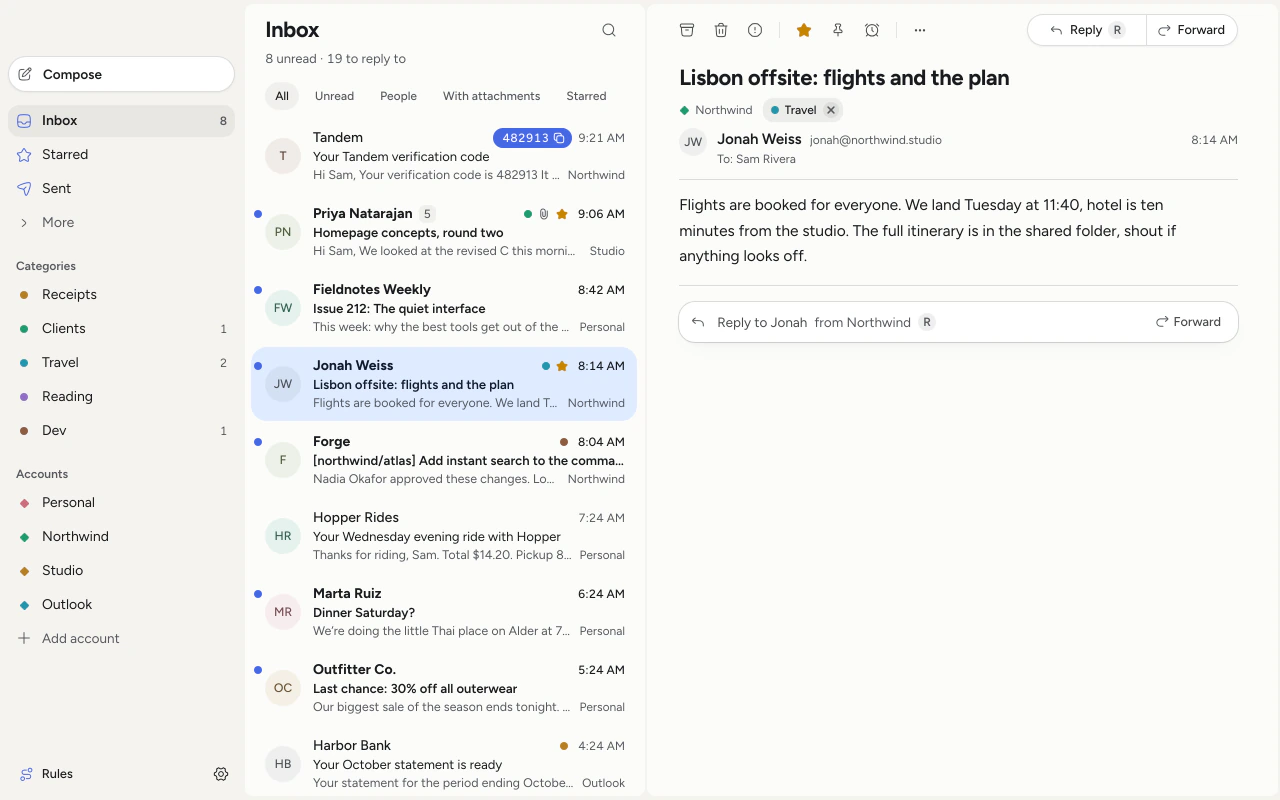 Compose
Inbox 8
Starred
Sent
More
Categories
Receipts
Clients 1
Travel 2
Reading
Dev 1
Accounts
Personal
Northwind
Studio
Outlook
Add account
Rules
Inbox
8 unread · 19 to reply to
All Unread People With attachments Starred
T Tandem 482913 9:21 AM
Your Tandem verification code
Hi Sam, Your verification code is 482913 It … Northwind
PN Priya Natarajan 5 9:06 AM
Homepage concepts, round two
Hi Sam, We looked at the revised C this morni… Studio
FW Fieldnotes Weekly 8:42 AM
Issue 212: The quiet interface
This week: why the best tools get out of the … Personal
JW Jonah Weiss 8:14 AM
Lisbon offsite: flights and the plan
Flights are booked for everyone. We land T… Northwind
F Forge 8:04 AM
[northwind/atlas] Add instant search to the comma…
Nadia Okafor approved these changes. Lo… Northwind
HR Hopper Rides 7:24 AM
Your Wednesday evening ride with Hopper
Thanks for riding, Sam. Total $14.20. Pickup 8… Personal
MR Marta Ruiz 6:24 AM
Dinner Saturday?
We're doing the little Thai place on Alder at 7… Personal
OC Outfitter Co. 5:24 AM
Last chance: 30% off all outerwear
Our biggest sale of the season ends tonight. … Personal
HB Harbor Bank 4:24 AM
Your October statement is ready
Your statement for the period ending Octobe… Outlook
Reply R Forward
Lisbon offsite: flights and the plan
Northwind Travel
JW Jonah Weiss jonah@northwind.studio 8:14 AM
To: Sam Rivera
Flights are booked for everyone. We land Tuesday at 11:40, hotel is ten
minutes from the studio. The full itinerary is in the shared folder, shout if
anything looks off.
Reply to Jonah from Northwind R Forward